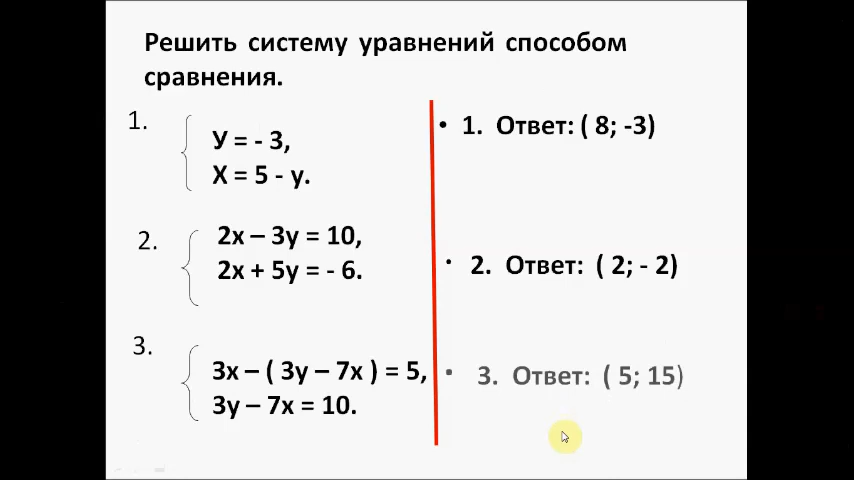 Решить систему уравнений способом
сравнения.
1.
У = - 3,
Х = 5 - у.
2.
2х – 3у = 10,
2х + 5у = - 6.
3.
3х – ( 3у – 7х ) = 5,
3у – 7х = 10.
• 1. Ответ: ( 8; -3)
• 2. Ответ: ( 2; - 2)
• 3. Ответ: ( 5; 15)